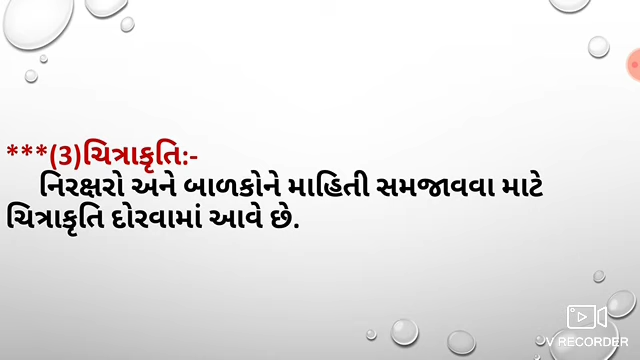 ***(3)ચિત્રાકૃતિ:-
નિરક્ષરો અને બાળકોને માહિતી સમજાવવા માટે
ચિત્રાકૃતિ દોરવામાં આવે છે.
V RECORDER